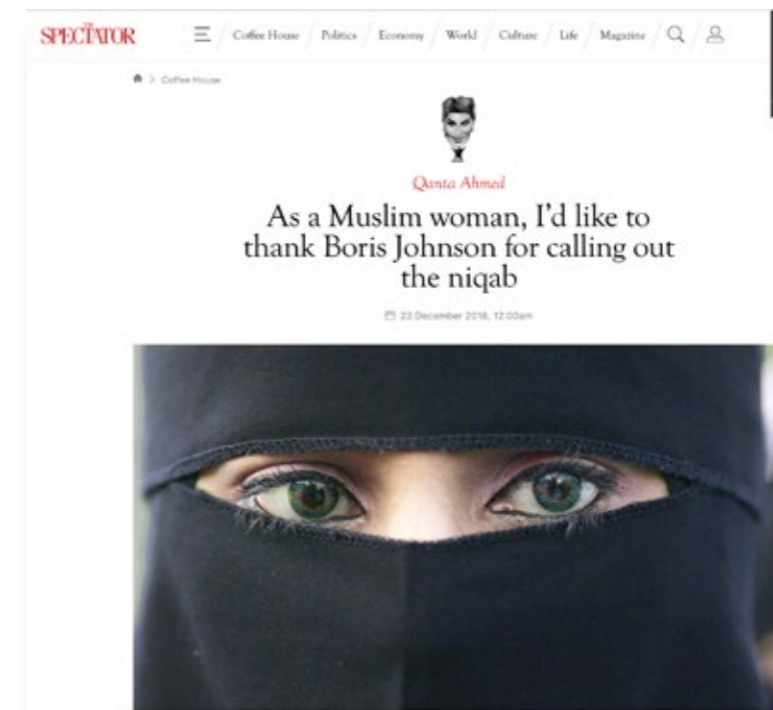 THE
SPECTATOR
Coffee House / Politics / Economy / World / Culture / Life / Magazine
> Coffee House
Qanta Ahmed
As a Muslim woman, I'd like to
thank Boris Johnson for calling out
the niqab
23 December 2018, 12:00am